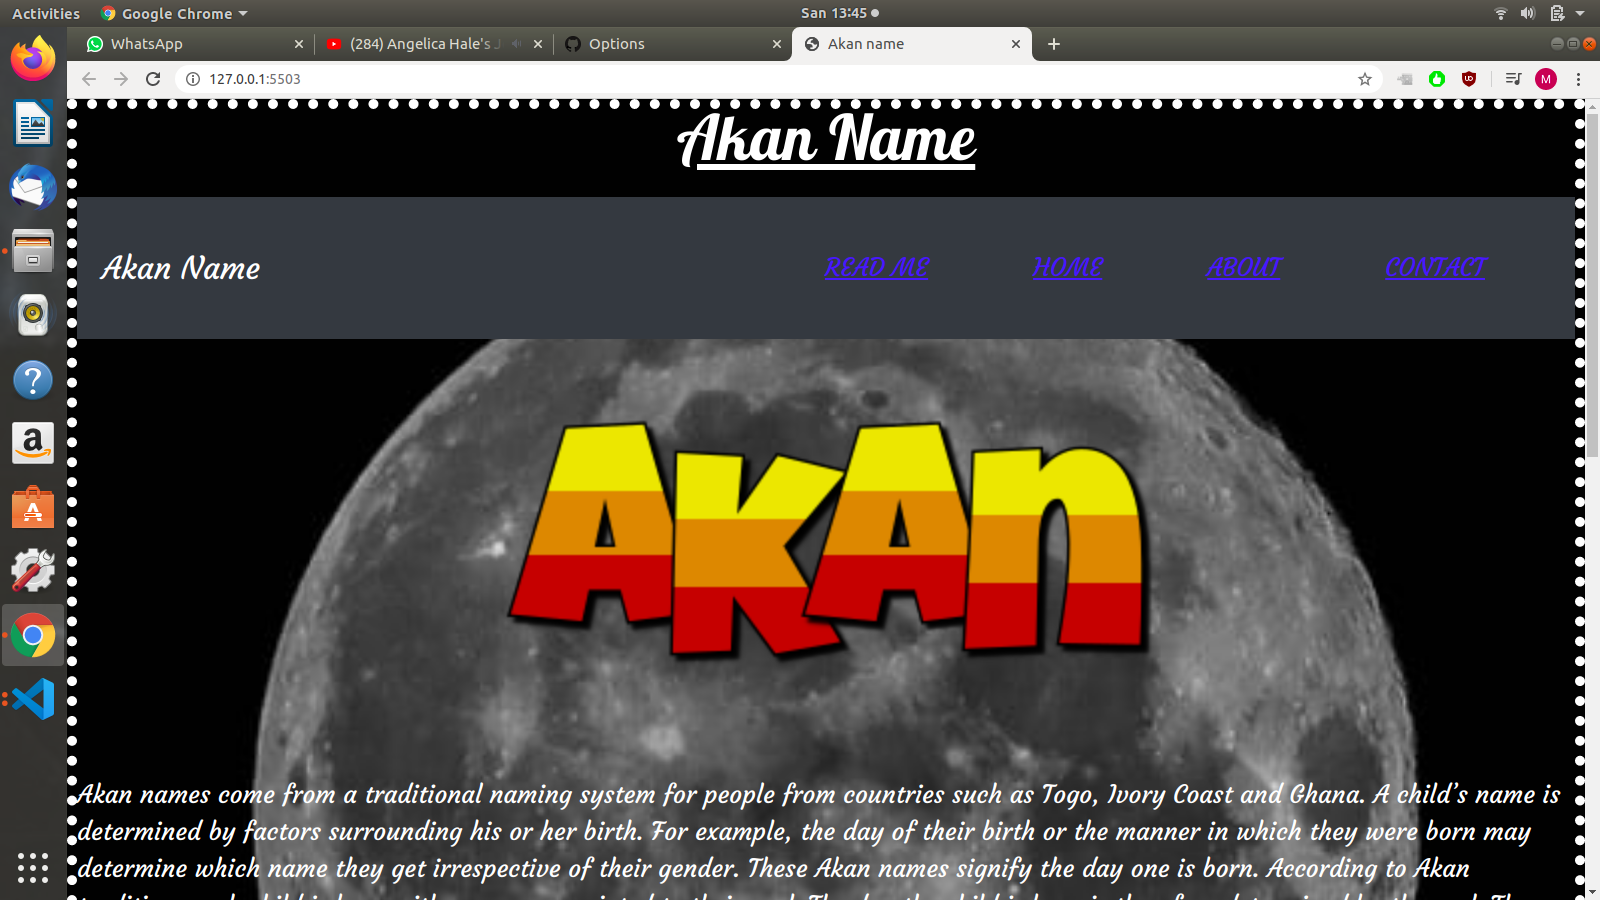 Activities Google Chrome San 13:45
WhatsApp (284) Angelica Hale's Options Akan name
127.0.0.1:5503 M
Akan Name
Akan Name READ ME HOME ABOUT CONTACT
AKAn
Akan names come from a traditional naming system for people from countries such as Togo, Ivory Coast and Ghana. A child's name is
determined by factors surrounding his or her birth. For example, the day of their birth or the manner in which they were born may
determine which name they get irrespective of their gender. These Akan names signify the day one is born. According to Akan